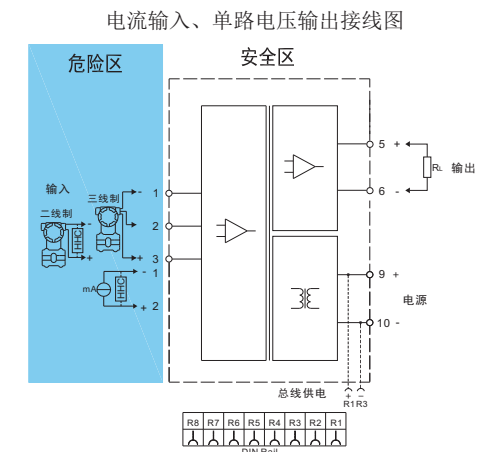 电流输入、单路电压输出接线图
危险区
安全区
输入
二线制
三线制
- 1
2
+ 3
-
+
HHC
mA
HHC
- 1
+ 2
5 +
6 -
RL 输出
9 +
电源
10 -
总线供电
+ -
R1 R3
R8 R7 R6 R5 R4 R3 R2 R1
DIN Rail